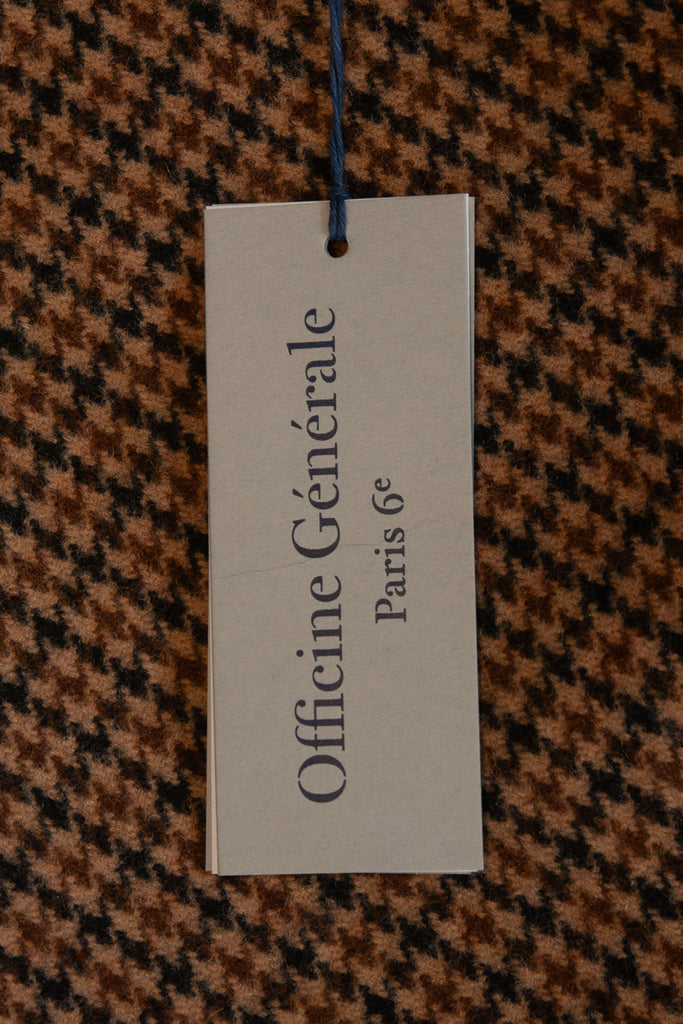 Officine Générale
Paris 6ᵉ